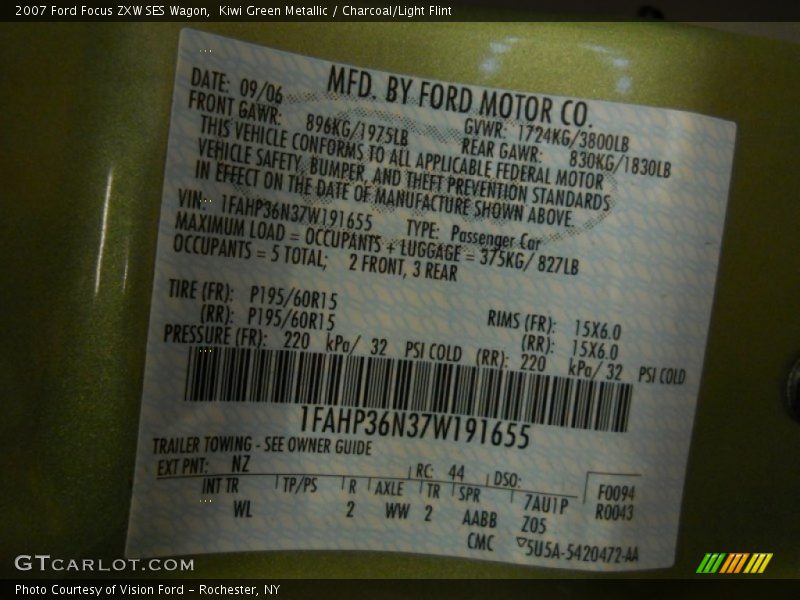 2007 Ford Focus ZXW SES Wagon, Kiwi Green Metallic / Charcoal/Light Flint
MFD. BY FORD MOTOR CO.
DATE: 09/06 GVWR: 1724KG/3800LB
FRONT GAWR: 896KG/1975LB REAR GAWR: 830KG/1830LB
THIS VEHICLE CONFORMS TO ALL APPLICABLE FEDERAL MOTOR
VEHICLE SAFETY, BUMPER, AND THEFT PREVENTION STANDARDS
IN EFFECT ON THE DATE OF MANUFACTURE SHOWN ABOVE.
VIN: 1FAHP36N37W191655 TYPE: Passenger Car
MAXIMUM LOAD = OCCUPANTS + LUGGAGE = 375KG/ 827LB
OCCUPANTS = 5 TOTAL; 2 FRONT, 3 REAR
TIRE (FR): P195/60R15 RIMS (FR): 15X6.0
(RR): P195/60R15 (RR): 15X6.0
PRESSURE (FR): 220 kPa/ 32 PSI COLD (RR): 220 kPa/ 32 PSI COLD
1FAHP36N37W191655
TRAILER TOWING - SEE OWNER GUIDE
EXT PNT: NZ RC: 44 DSO: F0094
INT TR TP/PS R AXLE TR SPR 7AU1P R0043
WL 2 WW 2 AABB Z05
CMC 5U5A-5420472-AA
GTCARLOT.COM
Photo Courtesy of Vision Ford - Rochester, NY